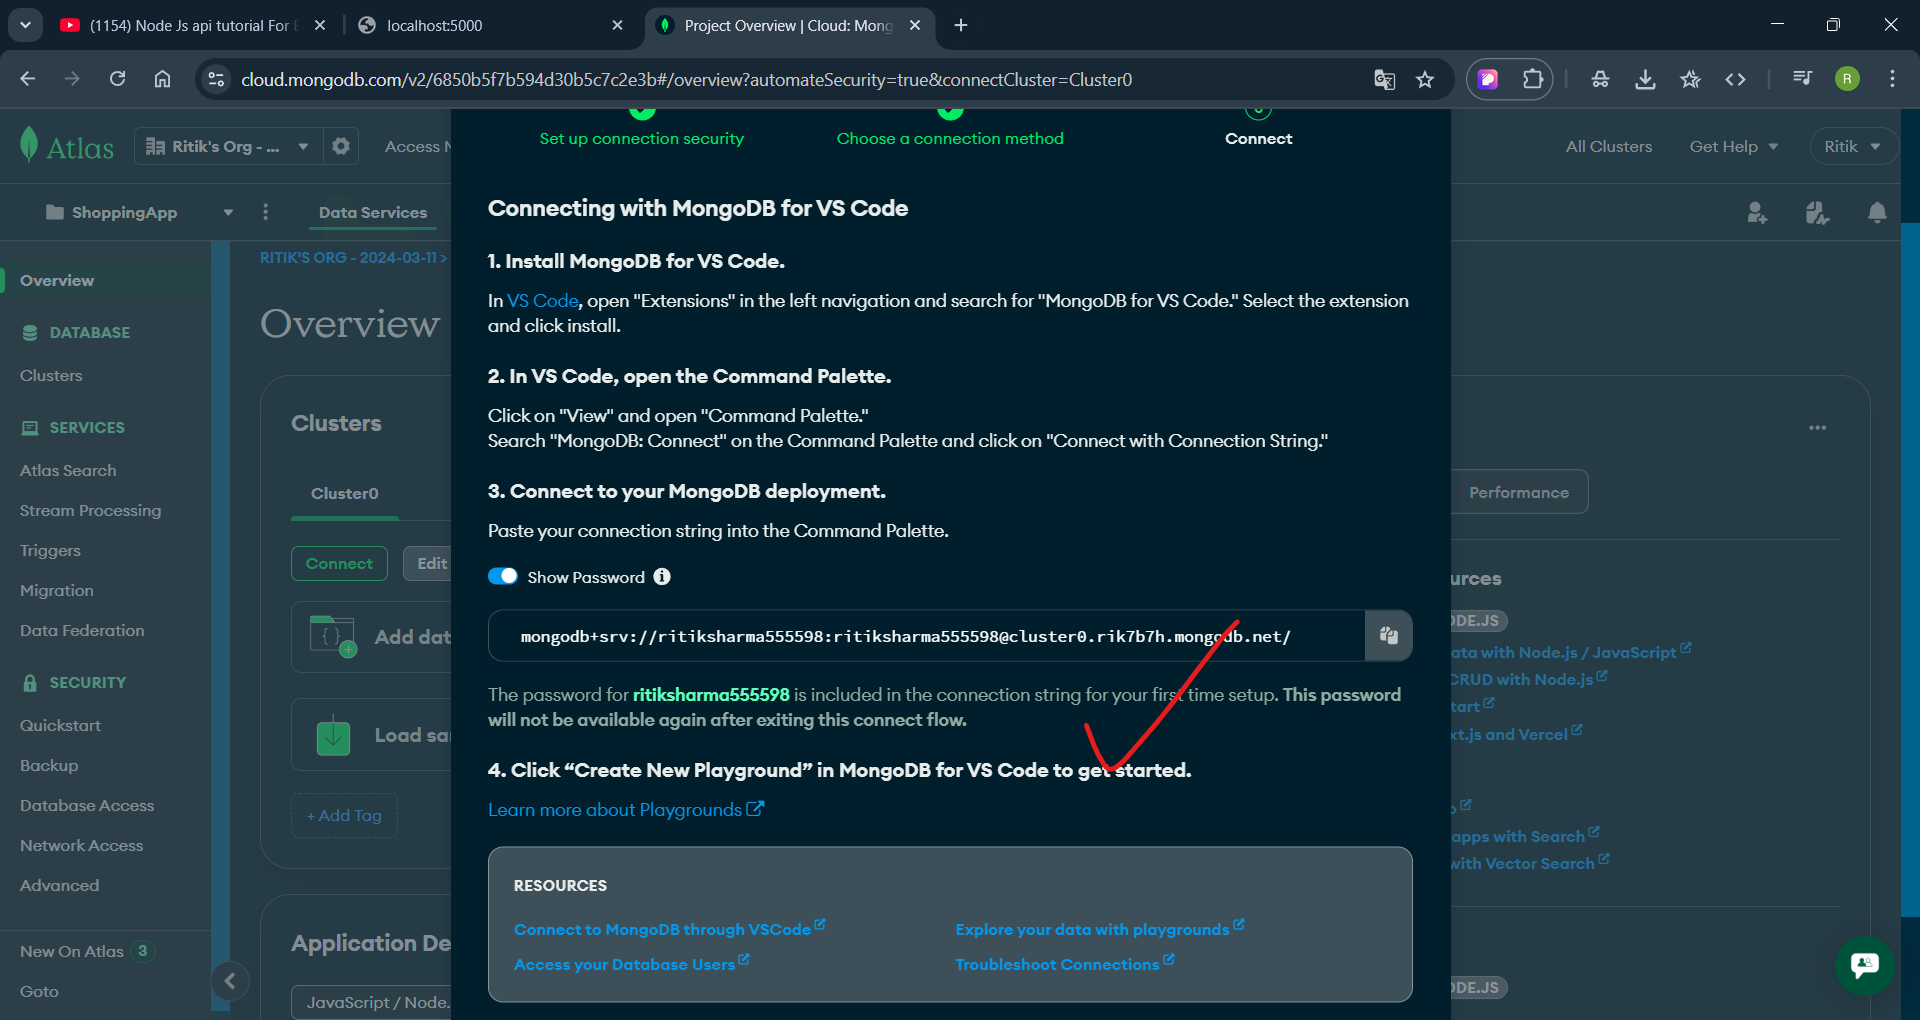 (1154) Node Js api tutorial For B
localhost:5000
Project Overview | Cloud: Mong
cloud.mongodb.com/v2/6850b5f7b594d30b5c7c2e3b#/overview?automateSecurity=true&connectCluster=Cluster0
R
Set up connection security
Choose a connection method
3
Connect
Atlas
Ritik's Org - ...
Access
All Clusters
Get Help
Ritik
ShoppingApp
Data Services
RITIK'S ORG - 2024-03-11 >
Overview
DATABASE
Clusters
SERVICES
Atlas Search
Stream Processing
Triggers
Migration
Data Federation
SECURITY
Quickstart
Backup
Database Access
Network Access
Advanced
New On Atlas 3
Goto
Overview
Clusters
Cluster0
Connect
Edit
Add dat
Load sa
+ Add Tag
Application De
JavaScript / Node.
Connecting with MongoDB for VS Code
1. Install MongoDB for VS Code.
In VS Code, open "Extensions" in the left navigation and search for "MongoDB for VS Code." Select the extension
and click install.
2. In VS Code, open the Command Palette.
Click on "View" and open "Command Palette."
Search "MongoDB: Connect" on the Command Palette and click on "Connect with Connection String."
3. Connect to your MongoDB deployment.
Paste your connection string into the Command Palette.
Show Password
mongodb+srv://ritiksharma555598:ritiksharma555598@cluster0.rik7b7h.mongodb.net/
The password for ritiksharma555598 is included in the connection string for your first time setup. This password
will not be available again after exiting this connect flow.
4. Click “Create New Playground” in MongoDB for VS Code to get started.
Learn more about Playgrounds
RESOURCES
Connect to MongoDB through VSCode
Explore your data with playgrounds
Access your Database Users
Troubleshoot Connections
Performance
urces
ODE.JS
ata with Node.js / JavaScript
CRUD with Node.js
tart
xt.js and Vercel
apps with Search
with Vector Search
ODE.JS